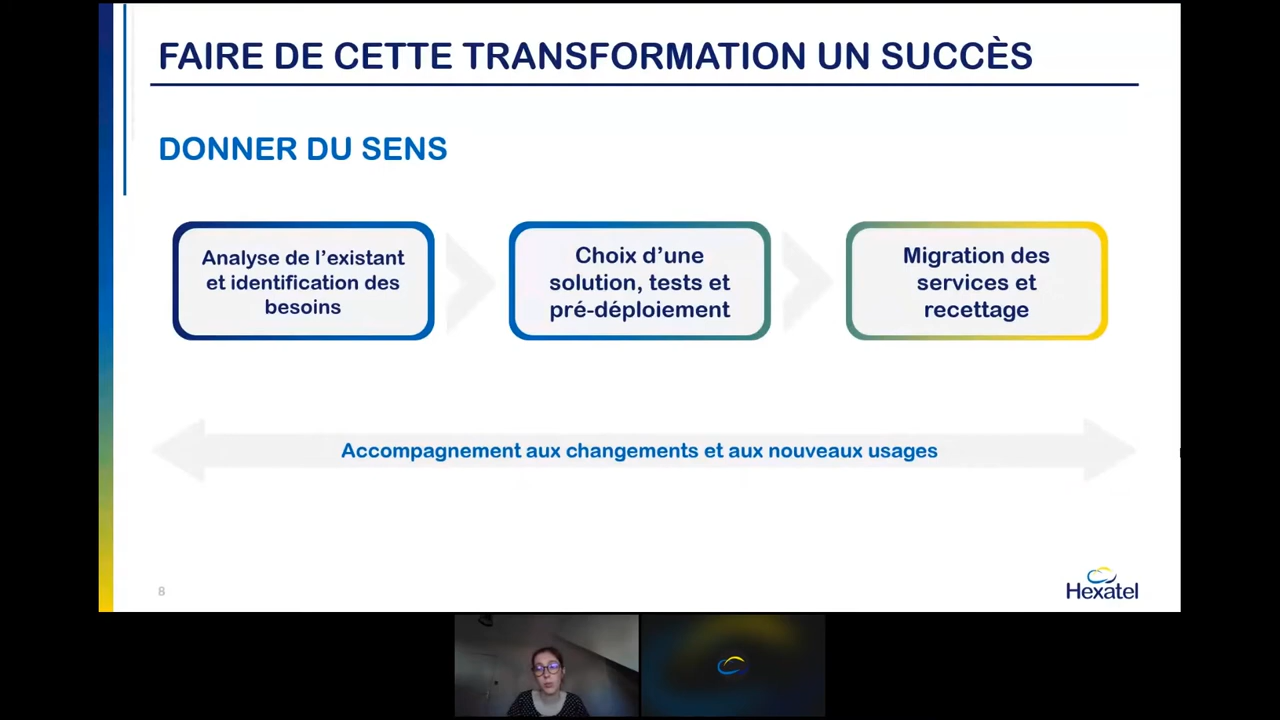 FAIRE DE CETTE TRANSFORMATION UN SUCCÈS
DONNER DU SENS
Analyse de l’existant
et identification des
besoins
Choix d’une
solution, tests et
pré-déploiement
Migration des
services et
recettage
Accompagnement aux changements et aux nouveaux usages
8
Hexatel